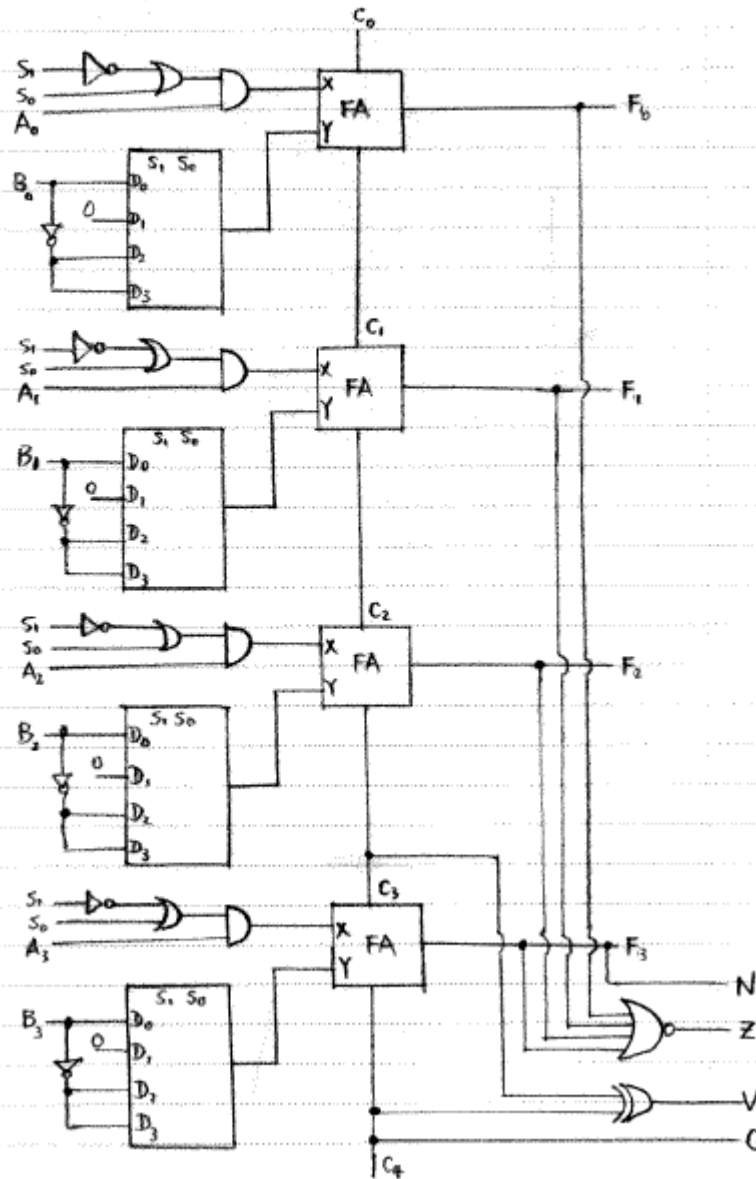 C₀
S₁
S₀
A₀
X
Y
FA
F₀
S₁ S₀
B₀
D₀
0
D₁
D₂
D₃
C₁
S₁
S₀
A₁
X
Y
FA
F₁
S₁ S₀
B₁
D₀
0
D₁
D₂
D₃
C₂
S₁
S₀
A₂
X
Y
FA
F₂
S₁ S₀
B₂
D₀
0
D₁
D₂
D₃
C₃
S₁
S₀
A₃
X
Y
FA
F₃
N
S₁ S₀
B₃
D₀
0
D₁
D₂
D₃
Z
V
C
C₄